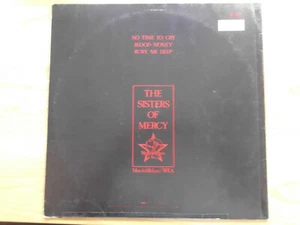 NO TIME TO CRY
BLOOD MONEY
BURY ME DEEP
THE
SISTERS
OF
MERCY